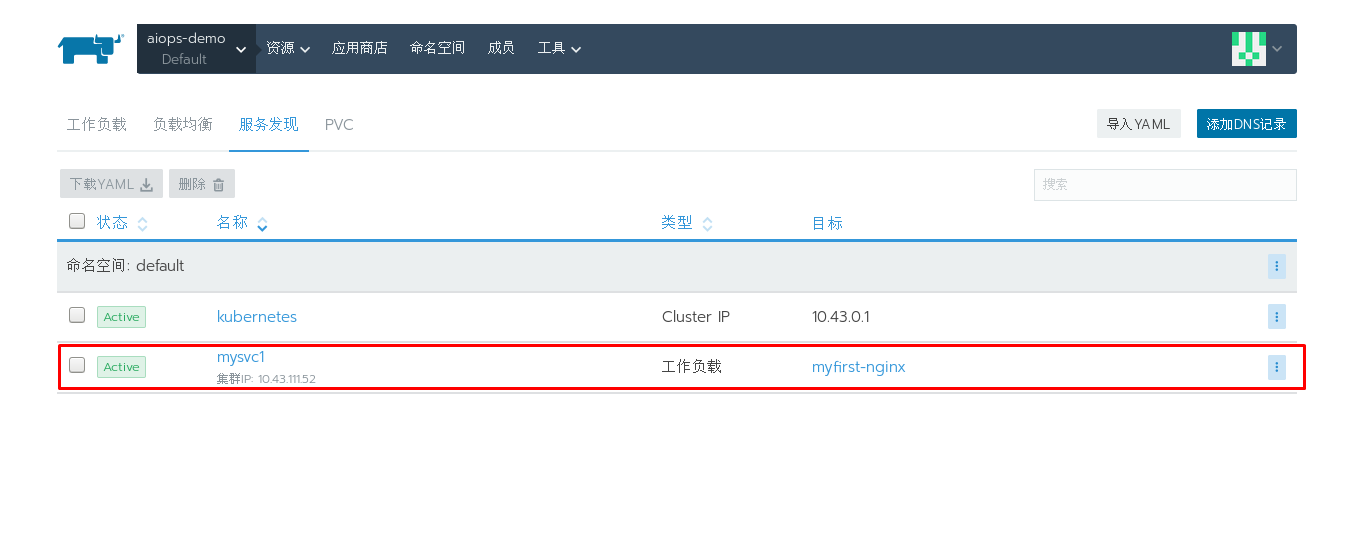 aiops-demo
Default
资源 应用商店 命名空间 成员 工具
工作负载 负载均衡 服务发现 PVC 导入YAML 添加DNS记录
下载YAML 删除 搜索
状态 名称 类型 目标
命名空间: default
Active kubernetes Cluster IP 10.43.0.1
Active mysvc1 工作负载 myfirst-nginx
集群IP: 10.43.111.52